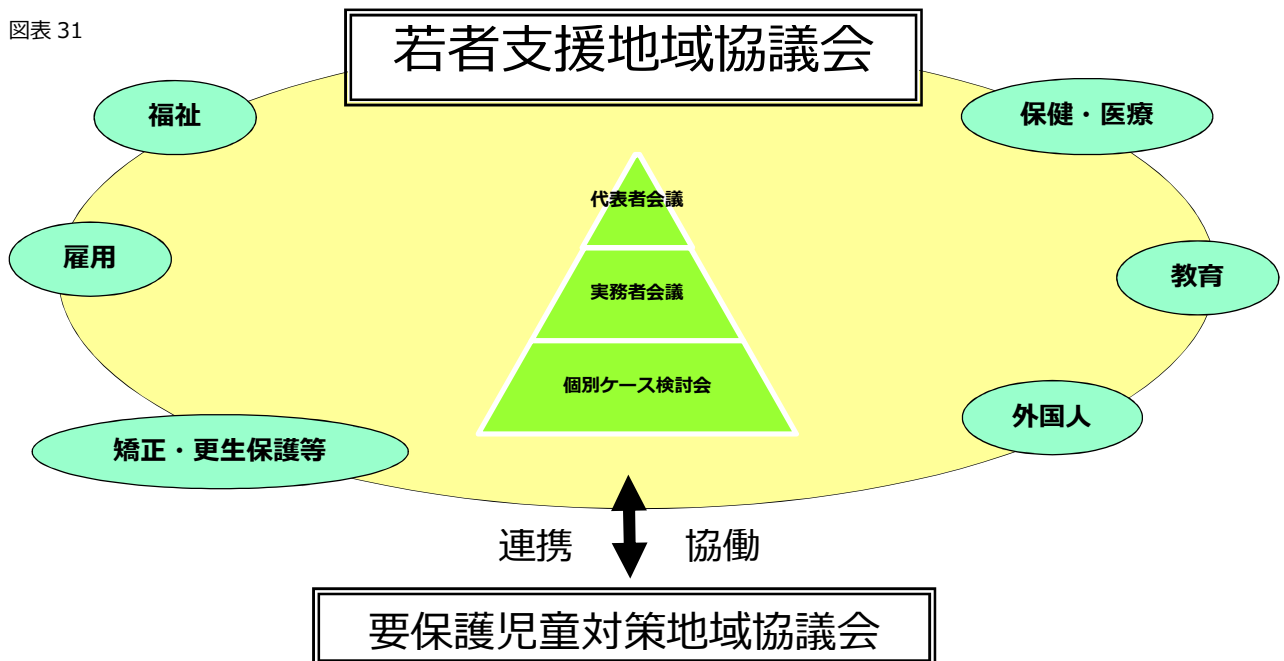 図表 31
若者支援地域協議会
福祉
保健・医療
代表者会議
雇用
教育
実務者会議
個別ケース検討会
外国人
矯正・更生保護等
連携
協働
要保護児童対策地域協議会